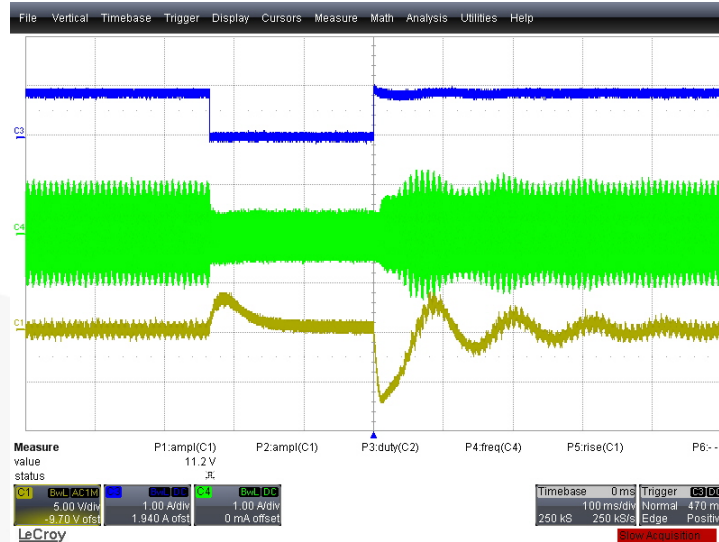 File Vertical Timebase Trigger Display Cursors Measure Math Analysis Utilities Help
C3
C4
C1
Measure P1:ampl(C1) P2:ampl(C1) P3:duty(C2) P4:freq(C4) P5:rise(C1) P6:- -
value 11.2 V
status
C1 BwL AC1M
5.00 V/div
-9.70 V ofst
BwL DC
1.00 A/div
1.940 A ofst
C4 BwL DC
1.00 A/div
0 mA offset
Timebase 0 ms
100 ms/div
250 kS 250 kS/s
Trigger C3 DC
Normal 470 m
Edge Positiv
LeCroy
Slow Acquisition